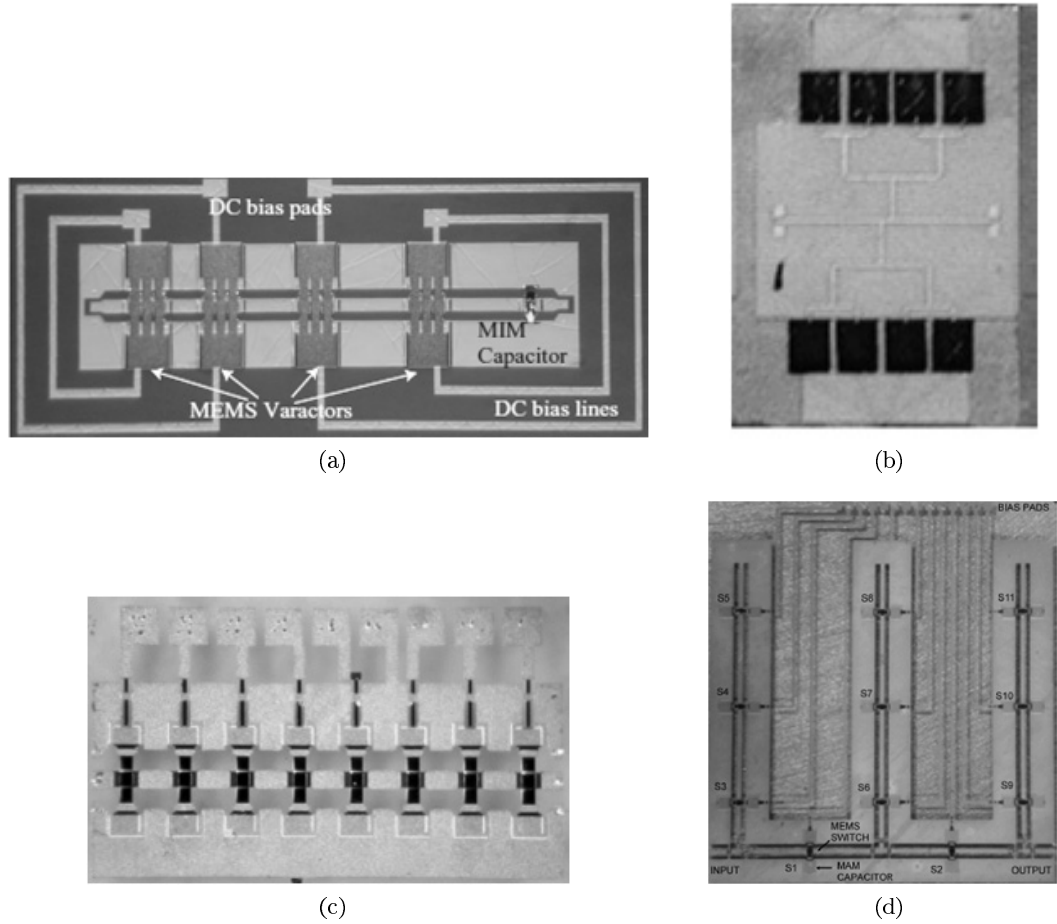 DC bias pads
MIM
Capacitor
MEMS Varactors
DC bias lines
(a)
(b)
(c)
BIAS PADS
S5
S8
S11
S4
S7
S10
S3
S6
S9
MEMS
SWITCH
INPUT
S1
MAM
CAPACITOR
S2
OUTPUT
(d)